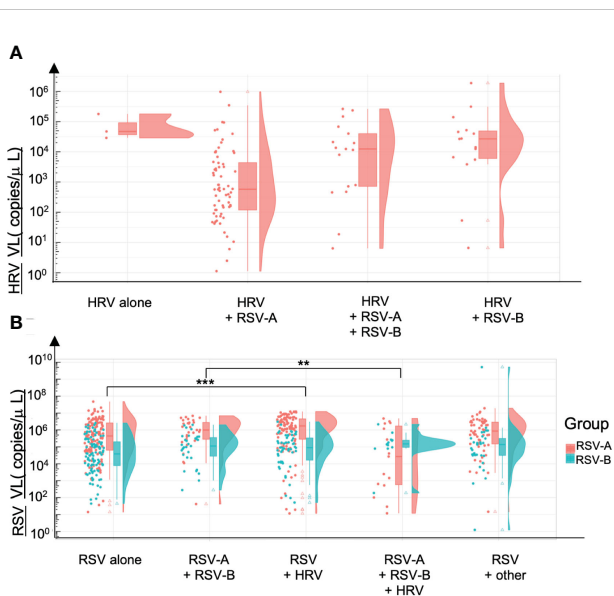 A
HRV VL( copies/μ L)
10⁶
10⁵
10⁴
10³
10²
10¹
10⁰
HRV alone
HRV
+ RSV-A
HRV
+ RSV-A
+ RSV-B
HRV
+ RSV-B
B
RSV VL( copies/μ L)
10¹⁰
10⁸
10⁶
10⁴
10²
10⁰
**
***
RSV alone
RSV-A
+ RSV-B
RSV
+ HRV
RSV-A
+ RSV-B
+ HRV
RSV
+ other
Group
RSV-A
RSV-B